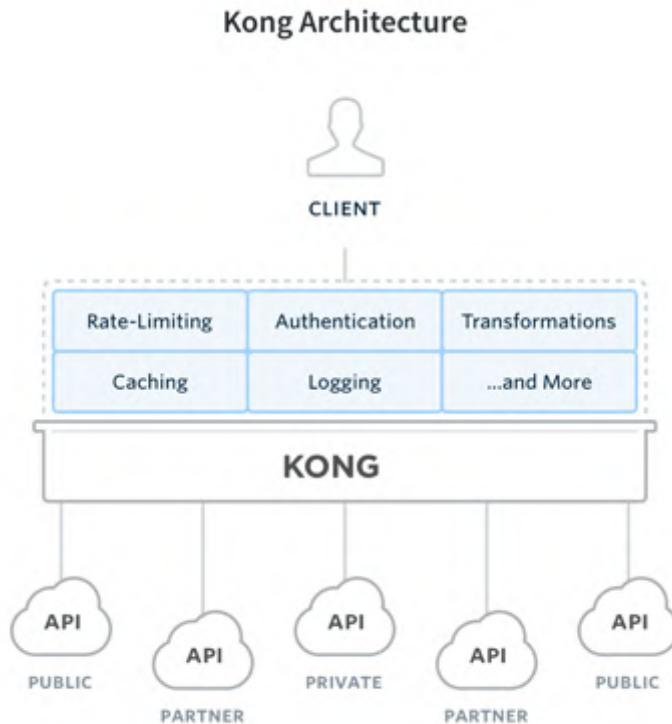 Kong Architecture
CLIENT
Rate-Limiting Authentication Transformations
Caching Logging ...and More
KONG
API API API API API
PUBLIC PARTNER PRIVATE PARTNER PUBLIC